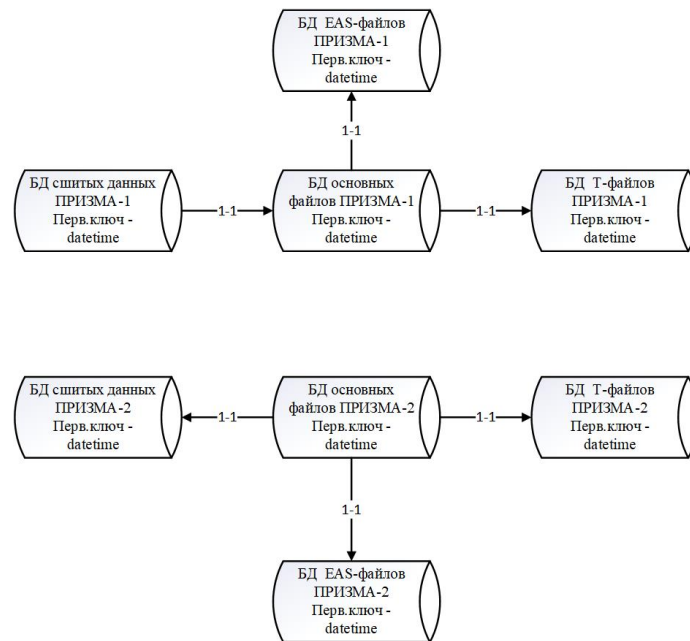 БД EAS-файлов
ПРИЗМА-1
Перв.ключ -
datetime
1-1
БД сшитых данных
ПРИЗМА-1
Перв.ключ -
datetime
1-1
БД основных
файлов ПРИЗМА-1
Перв.ключ -
datetime
1-1
БД Т-файлов
ПРИЗМА-1
Перв.ключ -
datetime
БД сшитых данных
ПРИЗМА-2
Перв.ключ -
datetime
1-1
БД основных
файлов ПРИЗМА-2
Перв.ключ -
datetime
1-1
БД Т-файлов
ПРИЗМА-2
Перв.ключ -
datetime
1-1
БД EAS-файлов
ПРИЗМА-2
Перв.ключ -
datetime